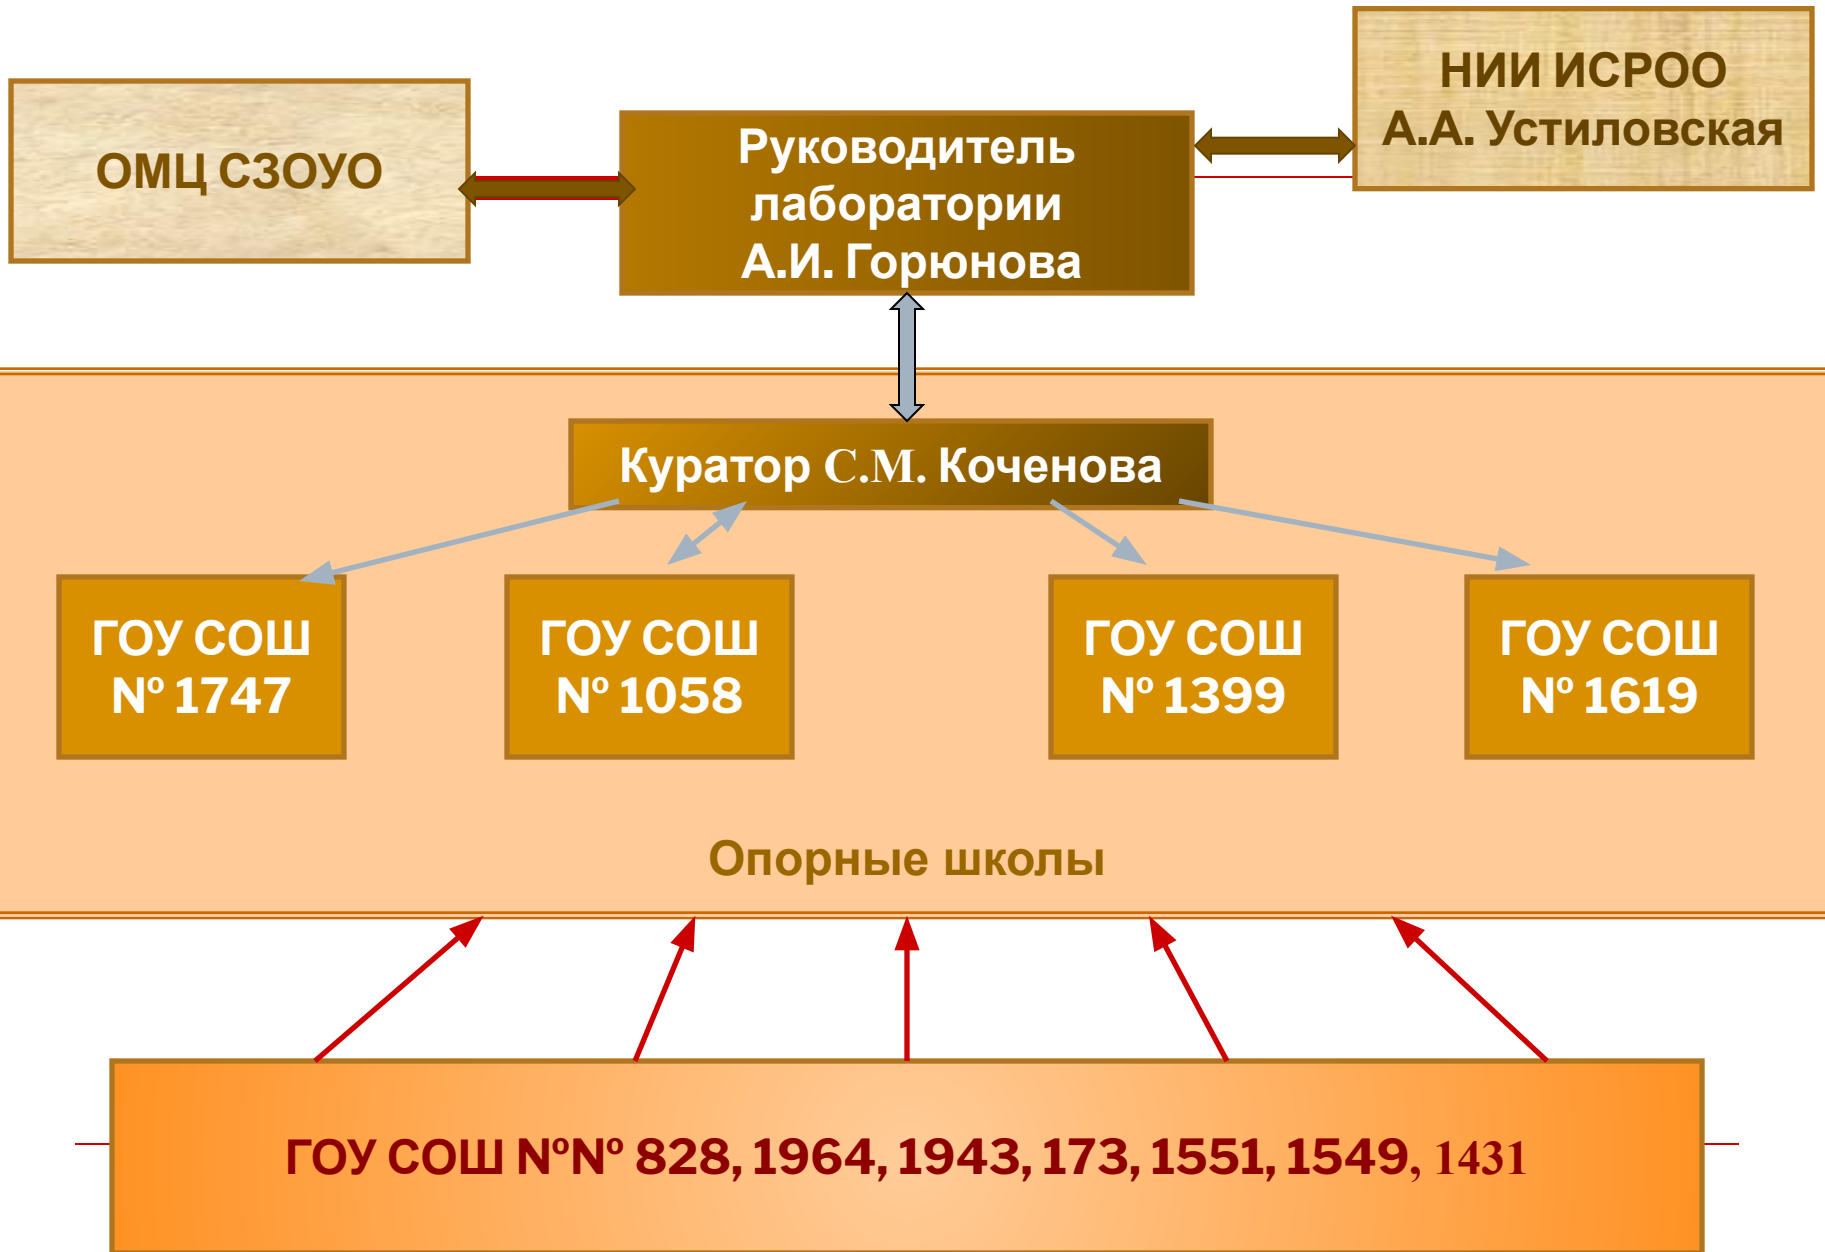 НИИ ИСРОО
А.А. Устиловская
ОМЦ СЗОУО
Руководитель
лаборатории
А.И. Горюнова
Куратор С.М. Коченова
ГОУ СОШ
№ 1747
ГОУ СОШ
№ 1058
ГОУ СОШ
№ 1399
ГОУ СОШ
№ 1619
Опорные школы
ГОУ СОШ №№ 828, 1964, 1943, 173, 1551, 1549, 1431